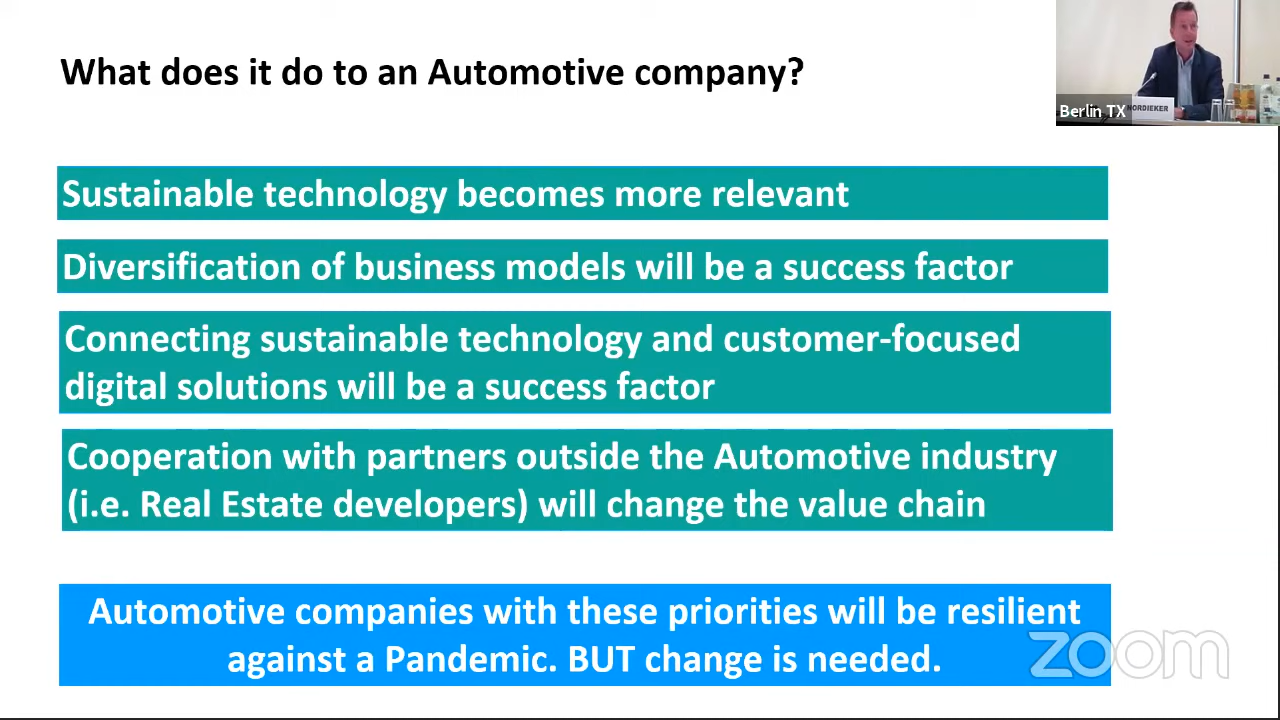 What does it do to an Automotive company?
Berlin TX
NORDIEKER
Sustainable technology becomes more relevant
Diversification of business models will be a success factor
Connecting sustainable technology and customer-focused
digital solutions will be a success factor
Cooperation with partners outside the Automotive industry
(i.e. Real Estate developers) will change the value chain
Automotive companies with these priorities will be resilient
against a Pandemic. BUT change is needed.
zoom